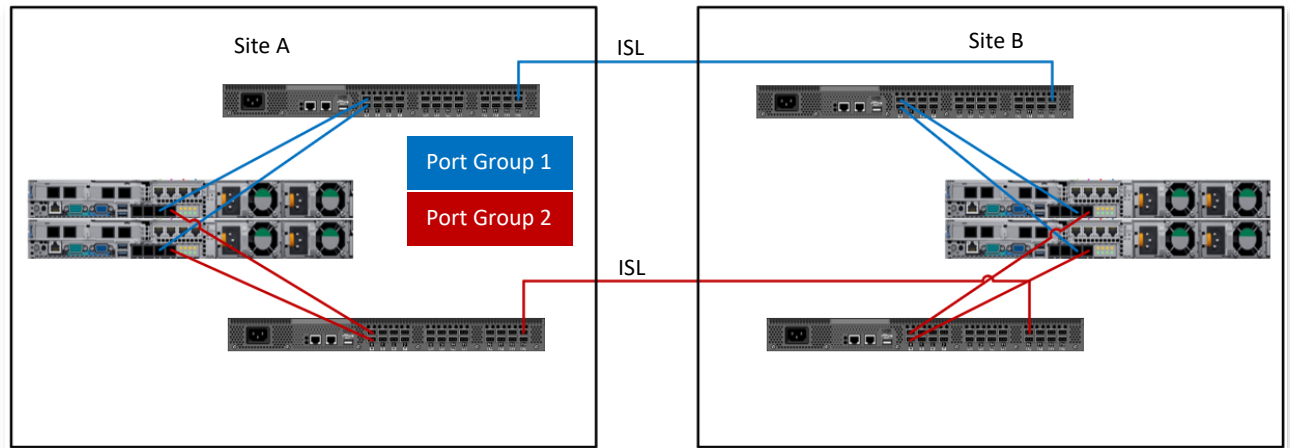 Site A
ISL
Site B
Port Group 1
Port Group 2
ISL